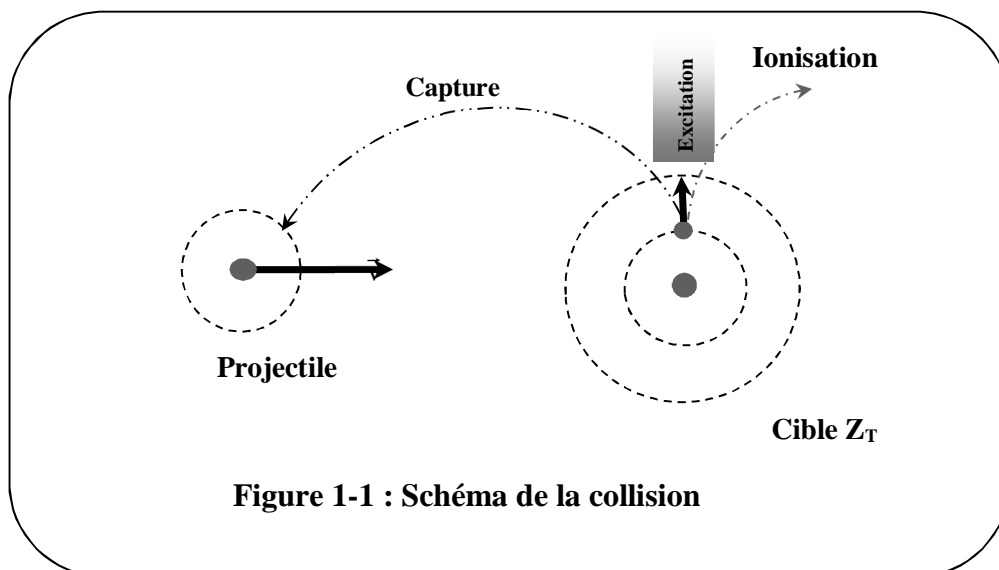 Ionisation
Capture
Excitation
Projectile
Cible Z_T
Figure 1-1 : Schéma de la collision